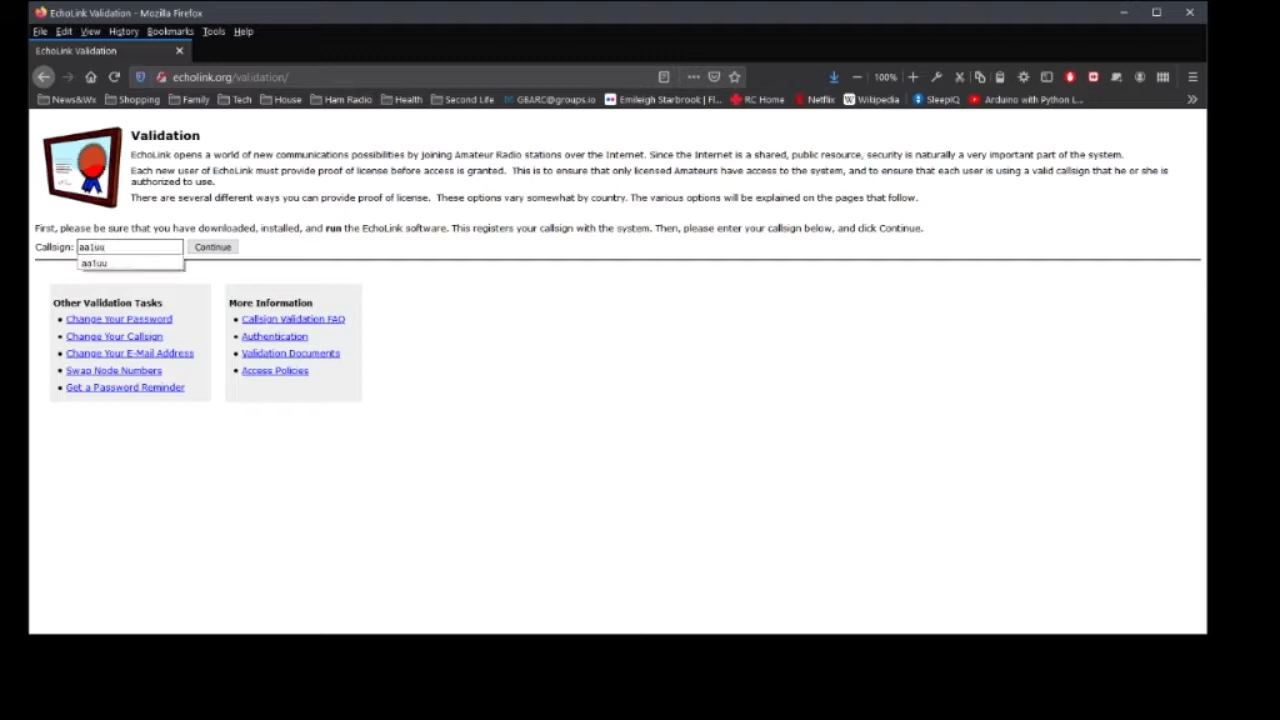 EchoLink Validation - Mozilla Firefox
File Edit View History Bookmarks Tools Help
EchoLink Validation
echolink.org/validation/
100%
News&Wx Shopping Family Tech House Ham Radio Health Second Life GBARC@groups.io Emileigh Starbrook | Fl... RC Home Netflix Wikipedia SleepIQ Arduino with Python L...
Validation
EchoLink opens a world of new communications possibilities by joining Amateur Radio stations over the Internet. Since the Internet is a shared, public resource, security is naturally a very important part of the system.
Each new user of EchoLink must provide proof of license before access is granted. This is to ensure that only licensed Amateurs have access to the system, and to ensure that each user is using a valid callsign that he or she is
authorized to use.
There are several different ways you can provide proof of license. These options vary somewhat by country. The various options will be explained on the pages that follow.
First, please be sure that you have downloaded, installed, and run the EchoLink software. This registers your callsign with the system. Then, please enter your callsign below, and click Continue.
Callsign: aa1uu Continue
aa1uu
Other Validation Tasks
Change Your Password
Change Your Callsign
Change Your E-Mail Address
Swap Node Numbers
Get a Password Reminder
More Information
Callsign Validation FAQ
Authentication
Validation Documents
Access Policies